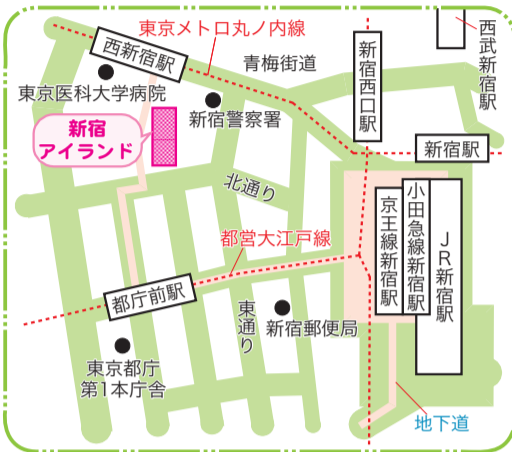 東京メトロ丸ノ内線
西新宿駅
青梅街道
新宿西口駅
西武新宿駅
東京医科大学病院
新宿警察署
新宿
アイランド
新宿駅
北通り
都営大江戸線
京王線新宿駅
小田急線新宿駅
JR新宿駅
都庁前駅
東通り
新宿郵便局
東京都庁
第1本庁舎
地下道